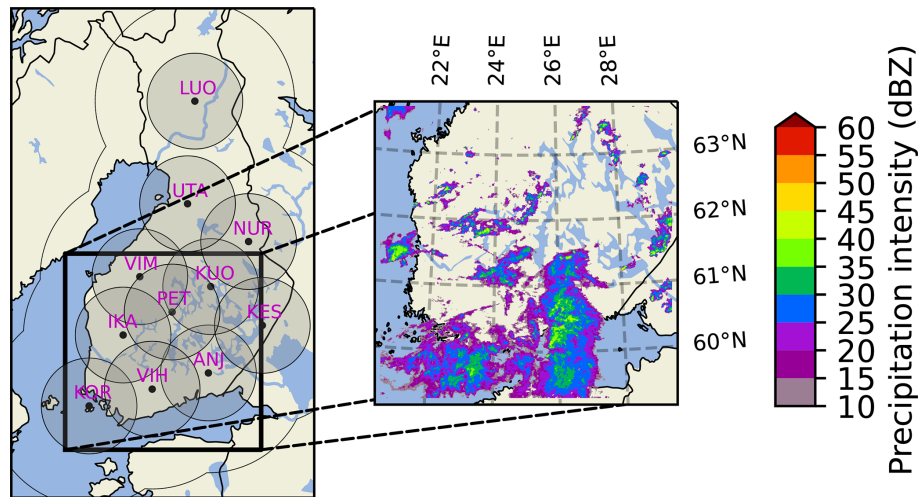 LUO
UTA
NUR
VIM
KUO
PET
KES
IKA
ANJ
VIH
KOR
22°E
24°E
26°E
28°E
63°N
62°N
61°N
60°N
60
55
50
45
40
35
30
25
20
15
10
Precipitation intensity (dBZ)